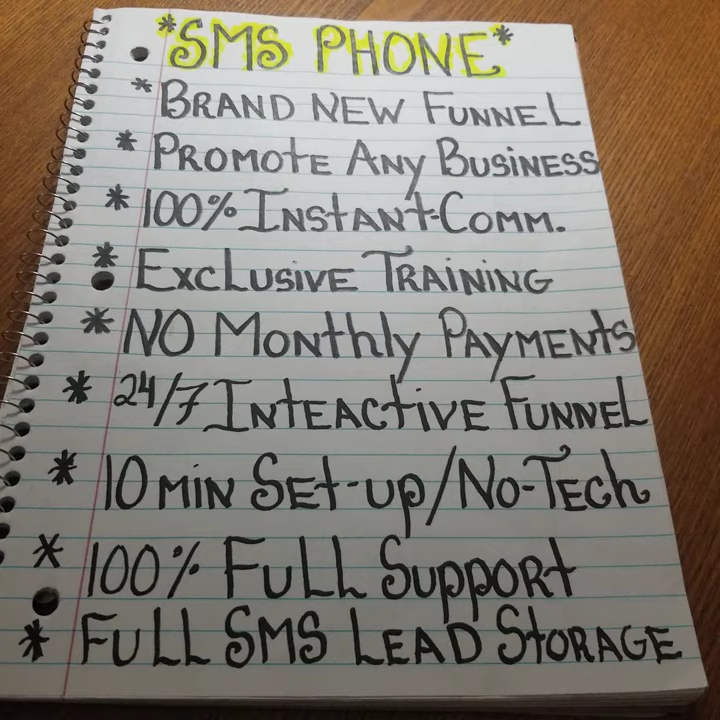 *SMS PHONE*
* BRAND NEW FUNNEL
* PROMOTE ANY BUSINESS
* 100% INSTANT-COMM.
* EXCLUSIVE TRAINING
* NO MONTHLY PAYMENTS
* 24/7 INTEACTIVE FUNNEL
* 10 MIN SET-UP/NO-TECH
* 100% FULL SUPPORT
* FULL SMS LEAD STORAGE